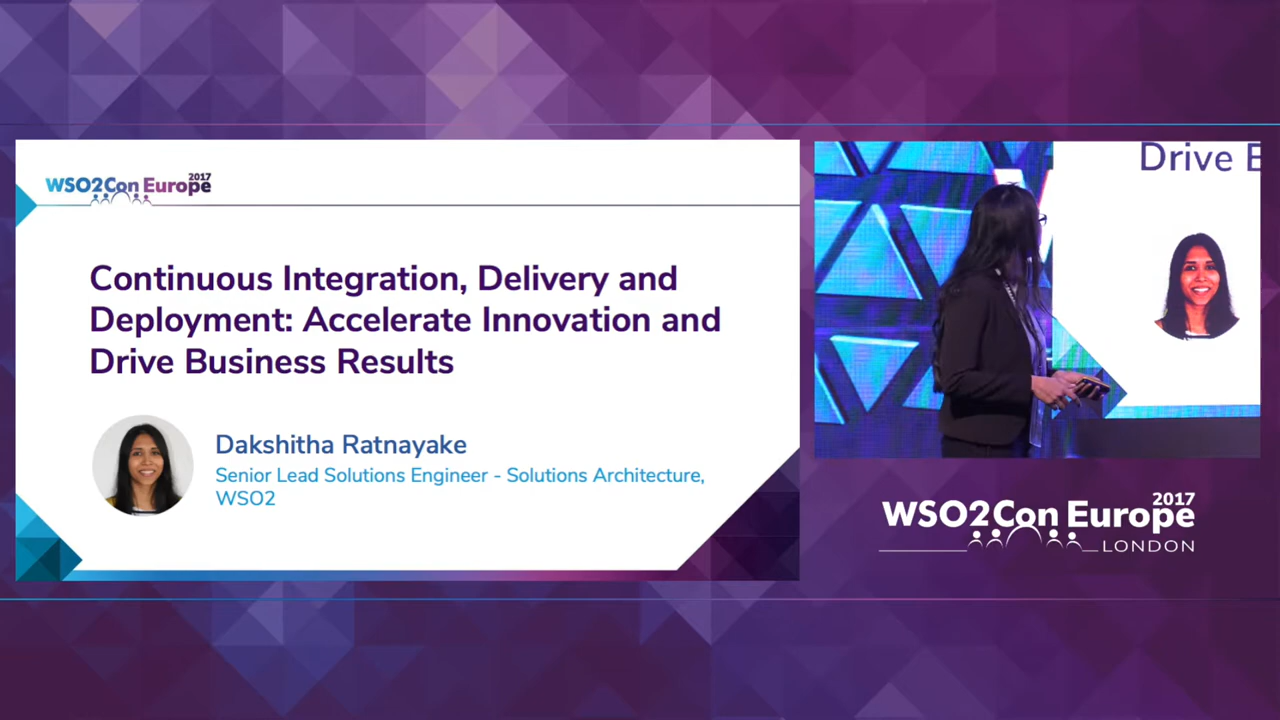 WSO2Con Europe 2017
Continuous Integration, Delivery and
Deployment: Accelerate Innovation and
Drive Business Results
Dakshitha Ratnayake
Senior Lead Solutions Engineer - Solutions Architecture,
WSO2
Drive B
WSO2Con Europe 2017
LONDON